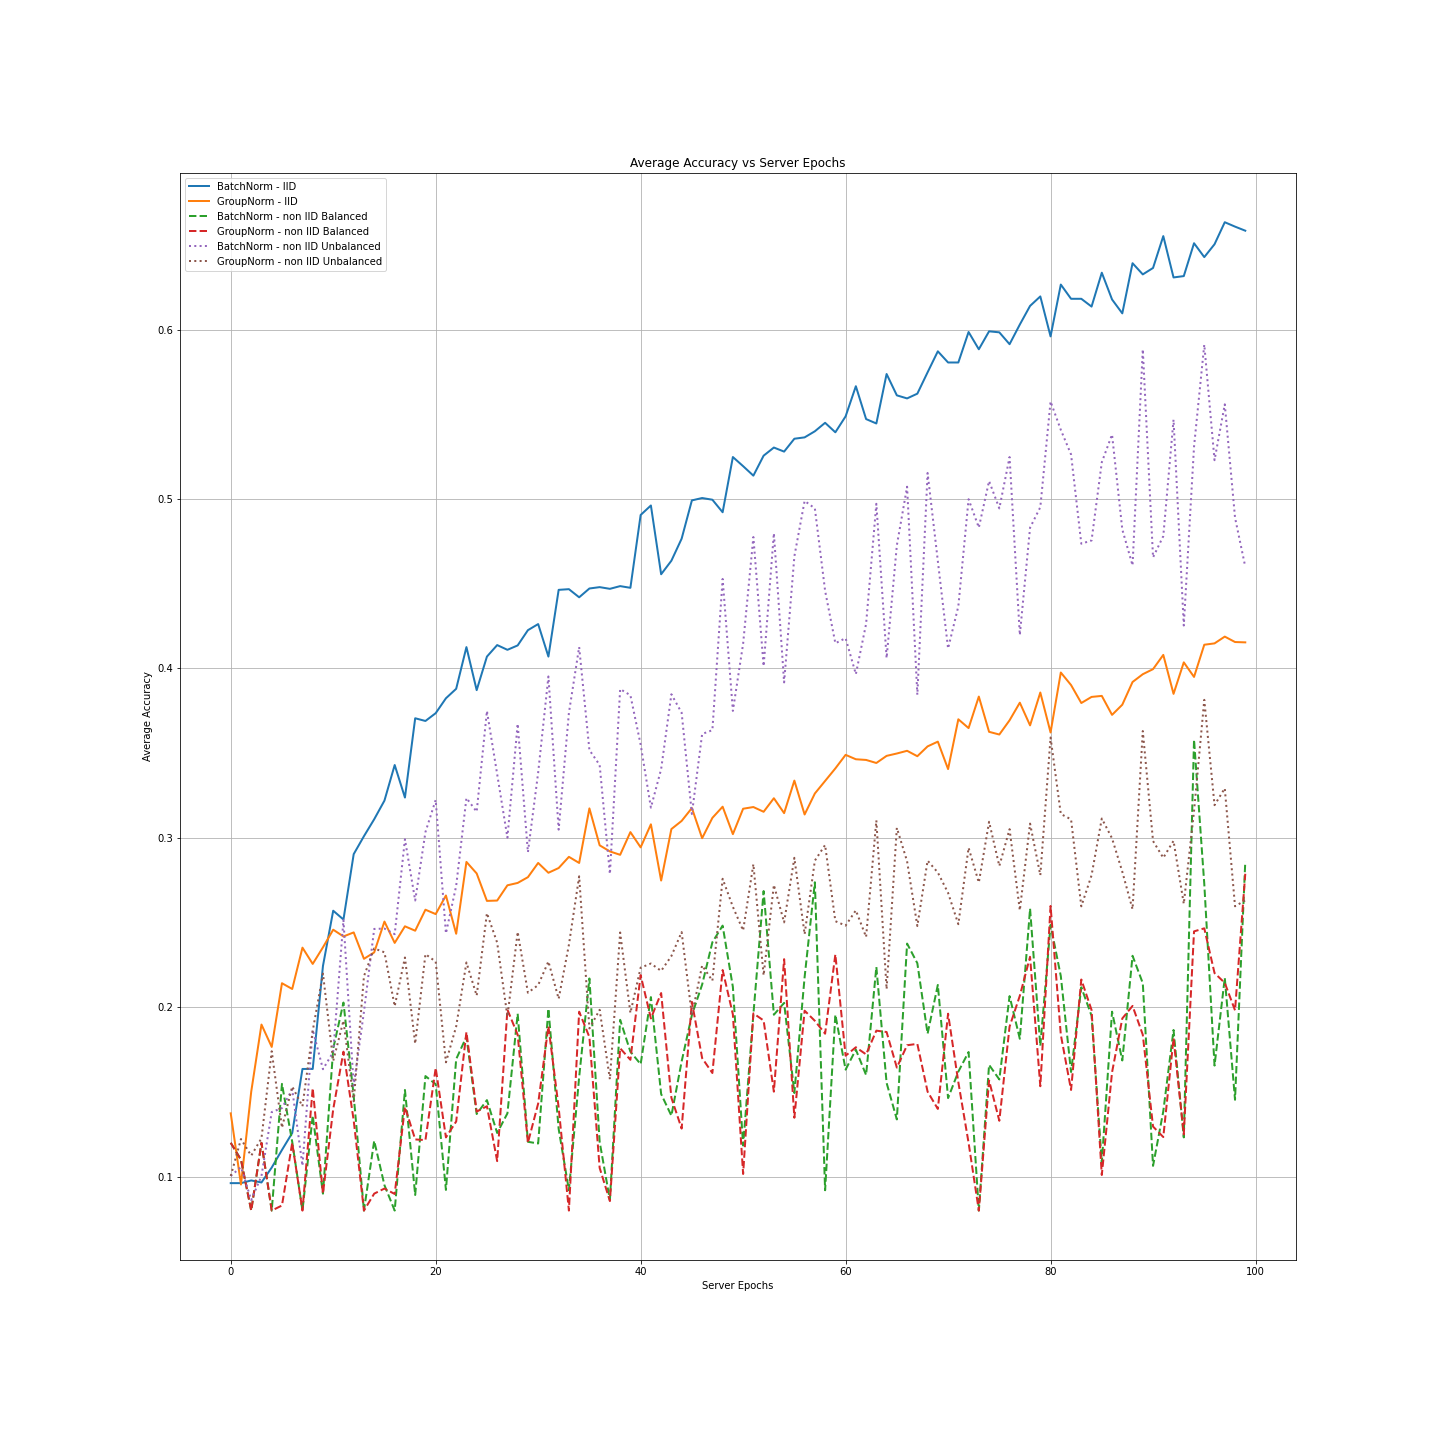 Average Accuracy vs Server Epochs
BatchNorm - IID
GroupNorm - IID
BatchNorm - non IID Balanced
GroupNorm - non IID Balanced
BatchNorm - non IID Unbalanced
GroupNorm - non IID Unbalanced
0.6
0.5
0.4
0.3
0.2
0.1
Average Accuracy
0 20 40 60 80 100
Server Epochs